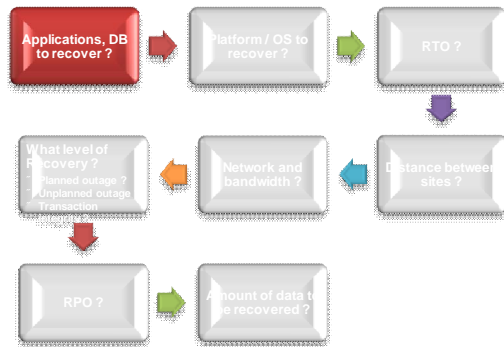 Applications, DB
to recover ?
Platform / OS to
recover ?
RTO ?
Distance between
sites ?
Network and
bandwidth ?
What level of
Recovery ?
- Planned outage ?
- Unplanned outage
- Transaction
RPO ?
Amount of data to
be recovered ?